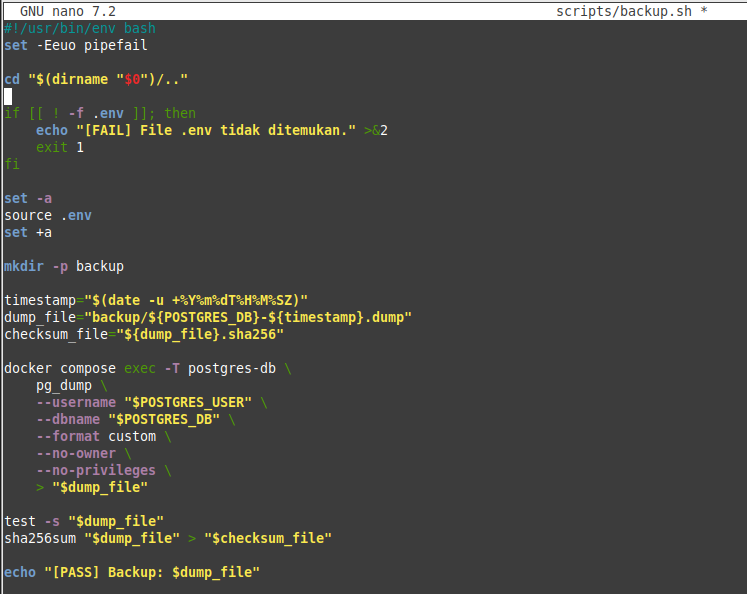 GNU nano 7.2 scripts/backup.sh *
#!/usr/bin/env bash
set -Eeuo pipefail

cd "$(dirname "$0")/.."

if [[ ! -f .env ]]; then
    echo "[FAIL] File .env tidak ditemukan." >&2
    exit 1
fi

set -a
source .env
set +a

mkdir -p backup

timestamp="$(date -u +%Y%m%dT%H%M%SZ)"
dump_file="backup/${POSTGRES_DB}-${timestamp}.dump"
checksum_file="${dump_file}.sha256"

docker compose exec -T postgres-db \
    pg_dump \
    --username "$POSTGRES_USER" \
    --dbname "$POSTGRES_DB" \
    --format custom \
    --no-owner \
    --no-privileges \
    > "$dump_file"

test -s "$dump_file"
sha256sum "$dump_file" > "$checksum_file"

echo "[PASS] Backup: $dump_file"